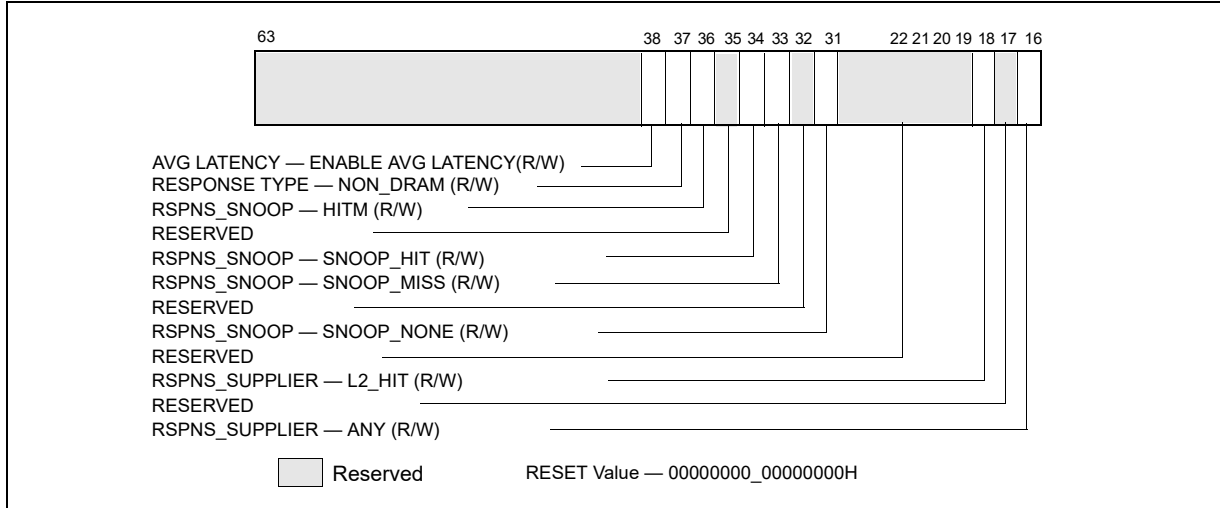 63 38 37 36 35 34 33 32 31 22 21 20 19 18 17 16
AVG LATENCY — ENABLE AVG LATENCY(R/W)
RESPONSE TYPE — NON_DRAM (R/W)
RSPNS_SNOOP — HITM (R/W)
RESERVED
RSPNS_SNOOP — SNOOP_HIT (R/W)
RSPNS_SNOOP — SNOOP_MISS (R/W)
RESERVED
RSPNS_SNOOP — SNOOP_NONE (R/W)
RESERVED
RSPNS_SUPPLIER — L2_HIT (R/W)
RESERVED
RSPNS_SUPPLIER — ANY (R/W)
Reserved RESET Value — 00000000_00000000H